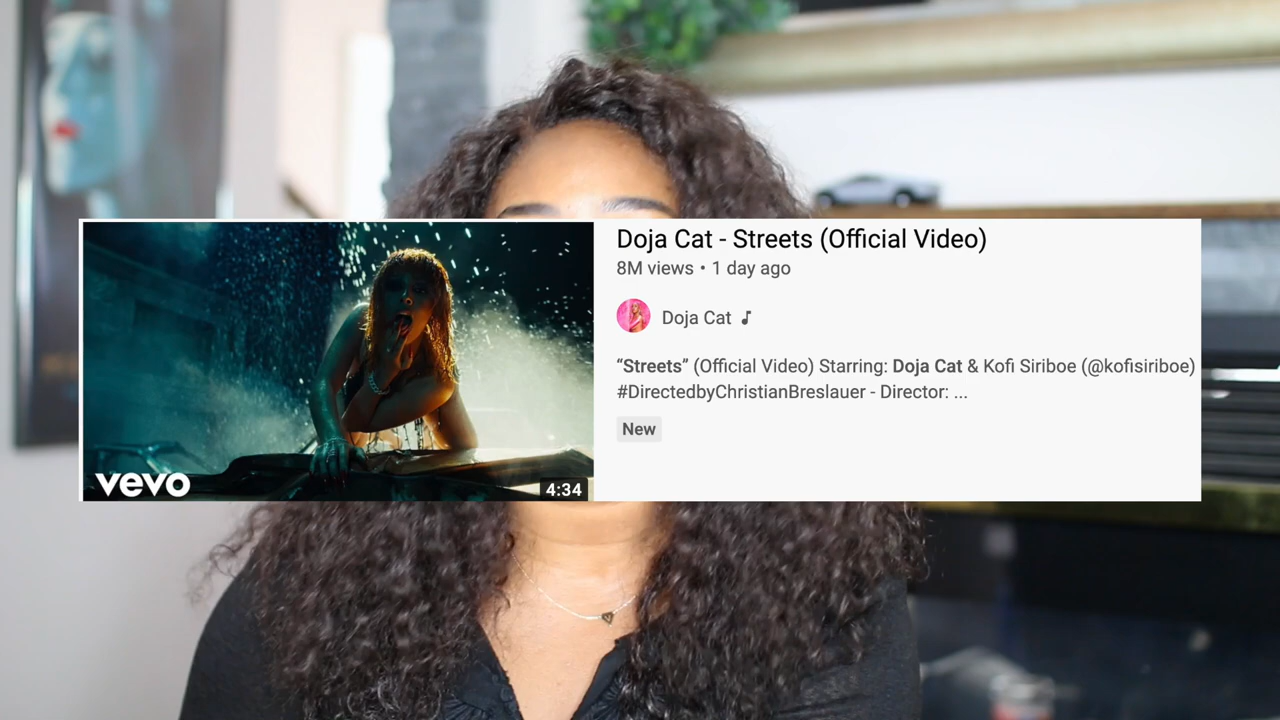 Doja Cat - Streets (Official Video)
8M views • 1 day ago
Doja Cat
“Streets” (Official Video) Starring: Doja Cat & Kofi Siriboe (@kofisiriboe)
#DirectedbyChristianBreslauer - Director: ...
New
vevo
4:34